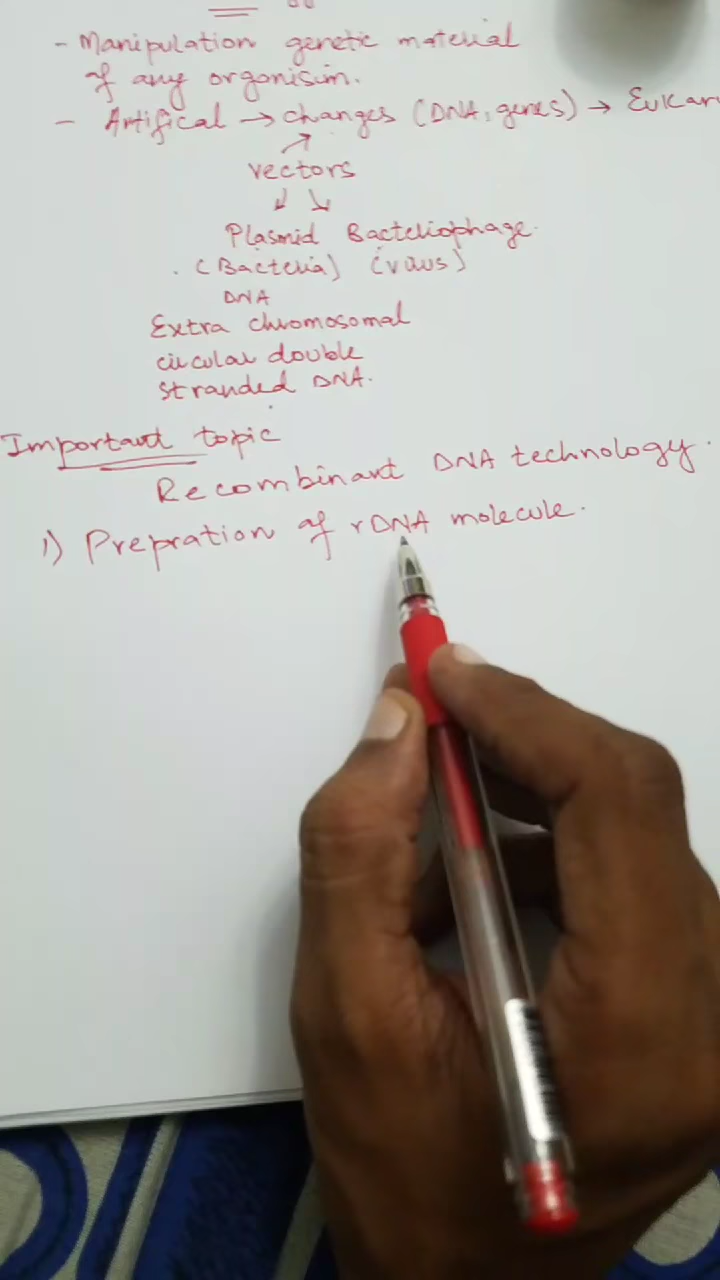 - Manipulation genetic material
of any organisim.
- Artifical → changes (DNA, genes) → Eukar
vectors
Plasmid Bacteriophage.
(Bacteria) (virus)
DNA
Extra chromosomal
circular double
stranded DNA.
Important topic
Recombinant DNA technology.
1) Prepration of rDNA molecule.